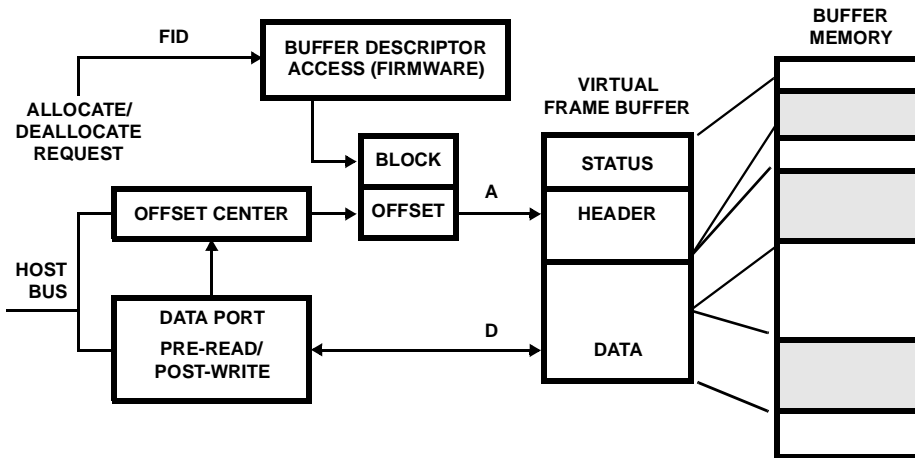 BUFFER
MEMORY
FID
BUFFER DESCRIPTOR
ACCESS (FIRMWARE)
VIRTUAL
FRAME BUFFER
ALLOCATE/
DEALLOCATE
REQUEST
BLOCK
OFFSET
A
STATUS
HEADER
OFFSET CENTER
HOST
BUS
DATA PORT
PRE-READ/
POST-WRITE
D
DATA